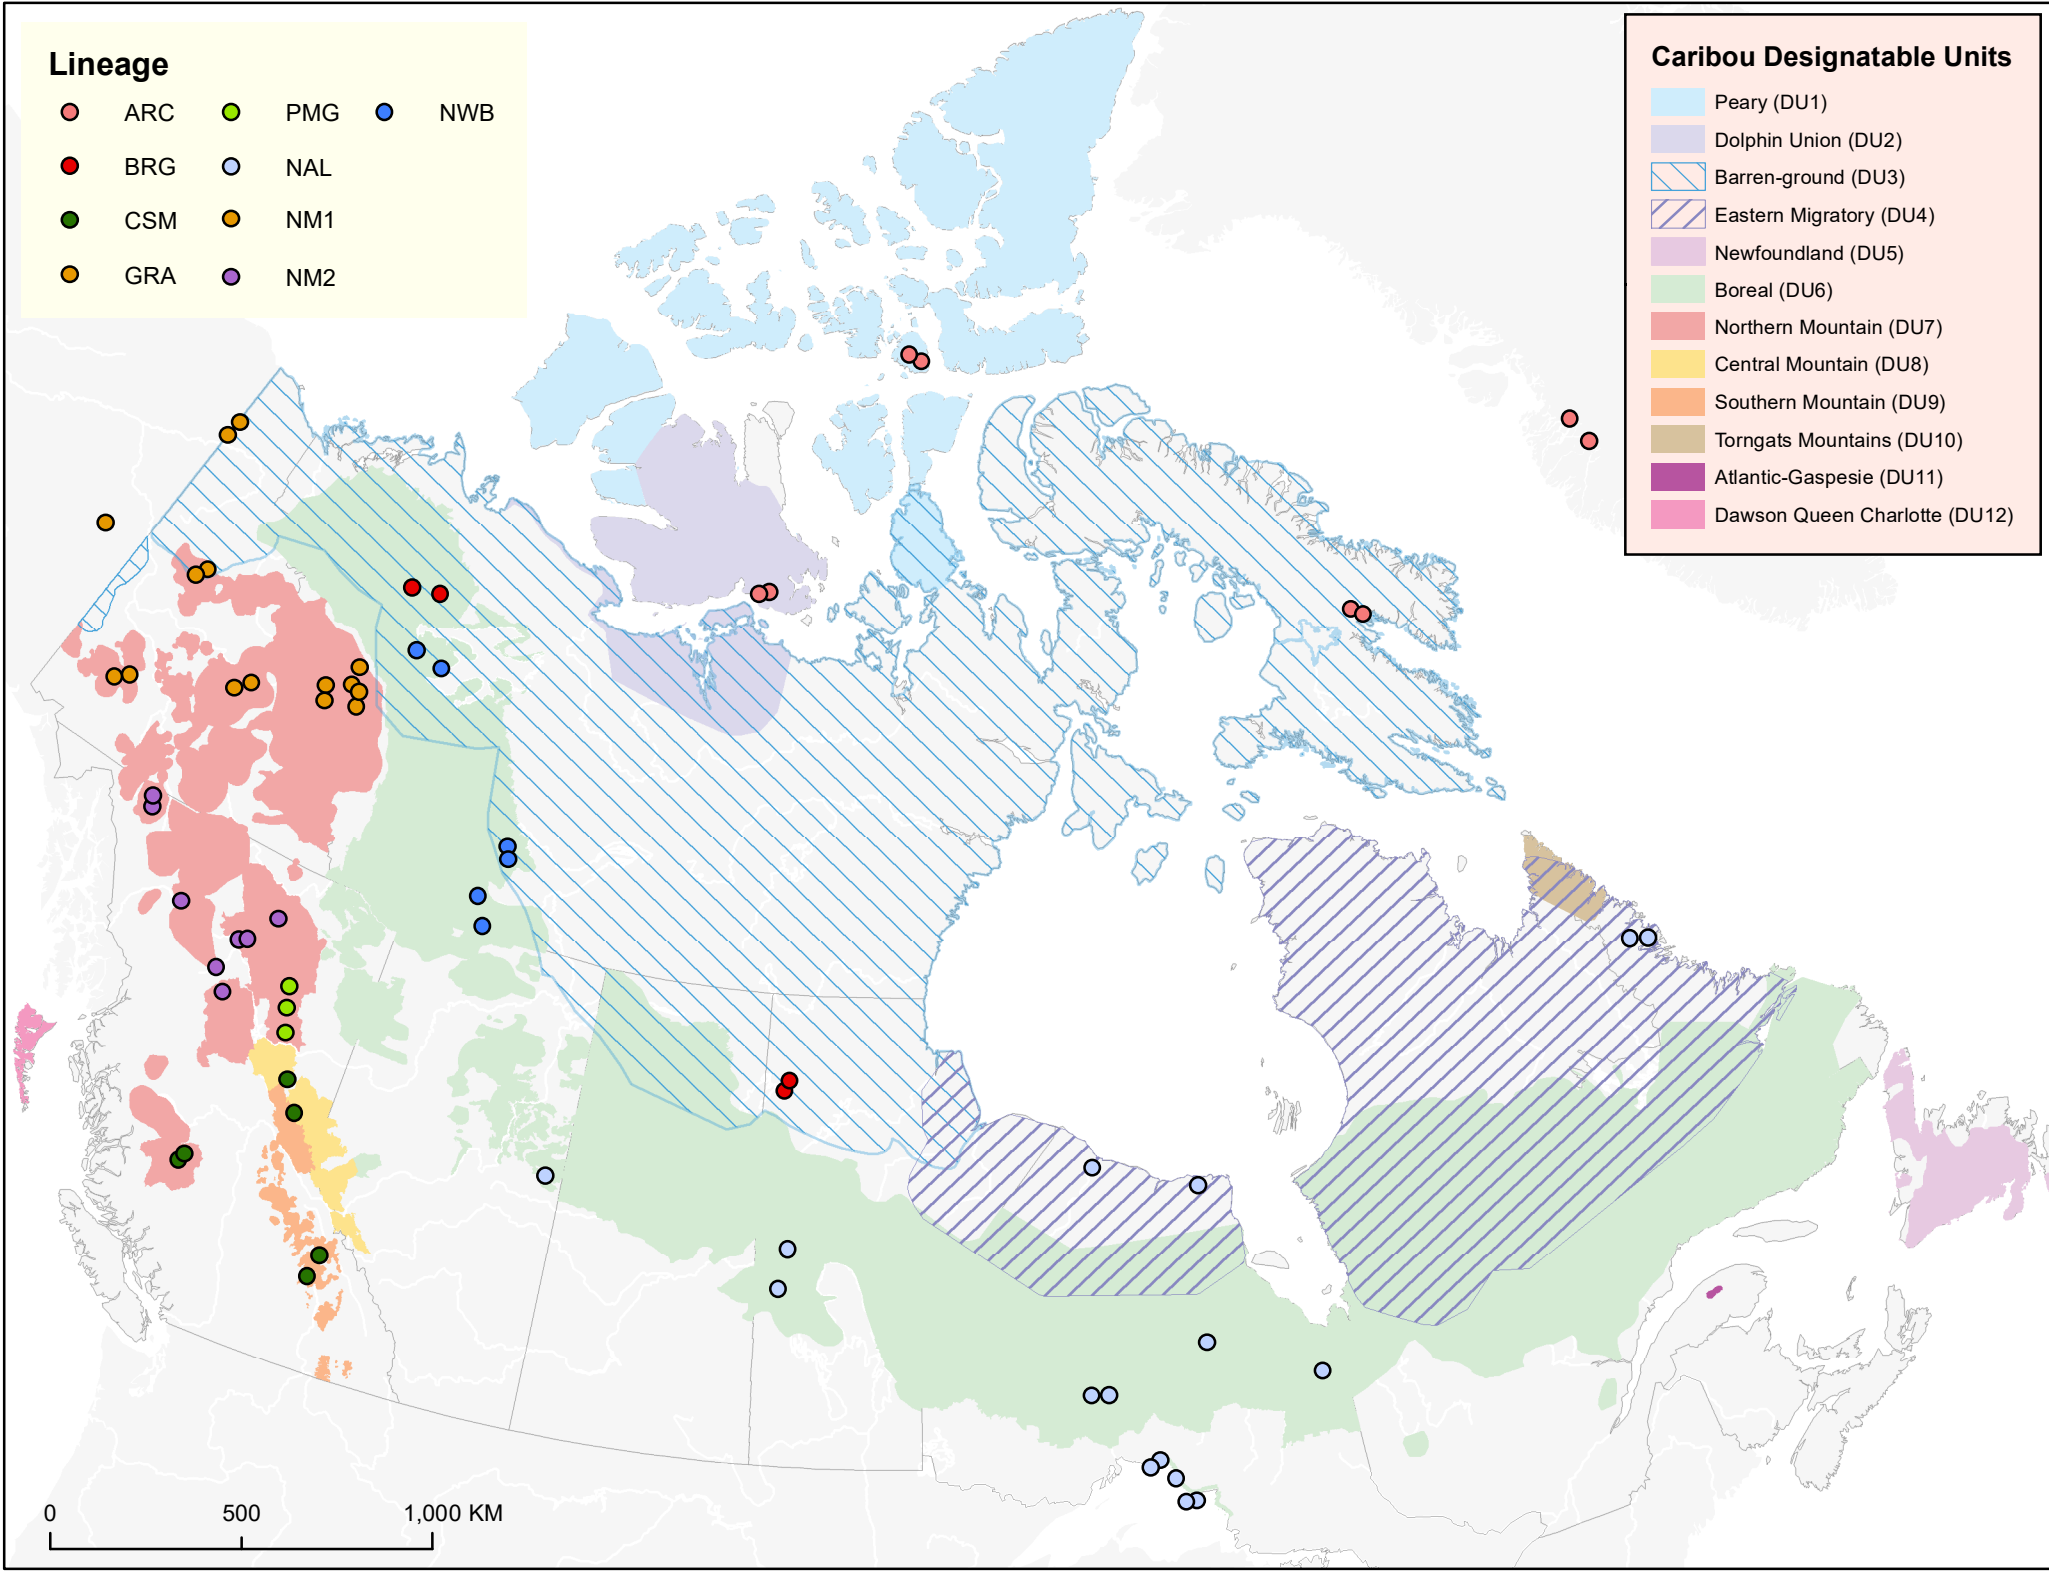 Lineage
ARC PMG NWB
BRG NAL
CSM NM1
GRA NM2
Caribou Designatable Units
Peary (DU1)
Dolphin Union (DU2)
Barren-ground (DU3)
Eastern Migratory (DU4)
Newfoundland (DU5)
Boreal (DU6)
Northern Mountain (DU7)
Central Mountain (DU8)
Southern Mountain (DU9)
Torngats Mountains (DU10)
Atlantic-Gaspesie (DU11)
Dawson Queen Charlotte (DU12)
0 500 1,000 KM